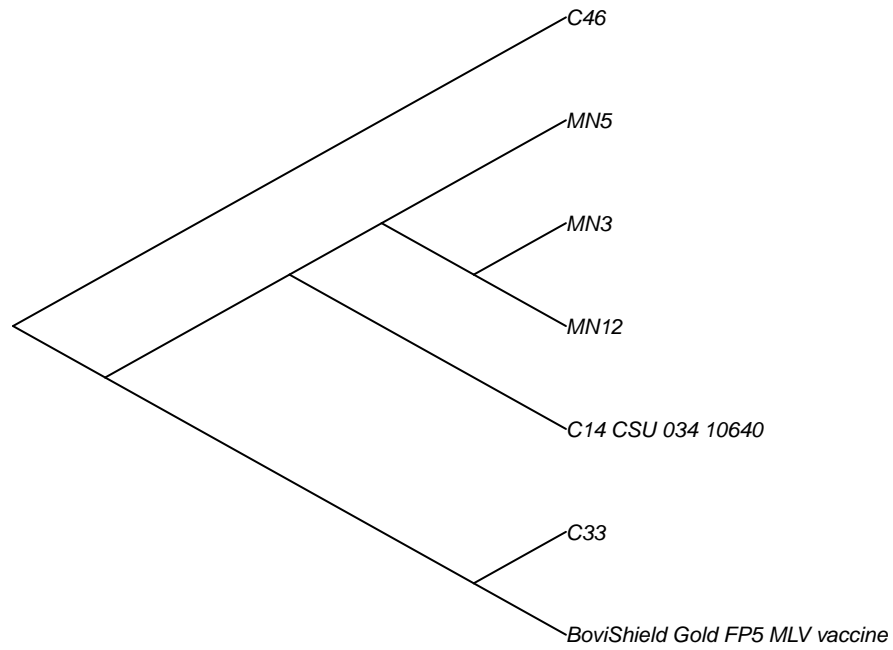 C46
MN5
MN3
MN12
C14 CSU 034 10640
C33
BoviShield Gold FP5 MLV vaccine